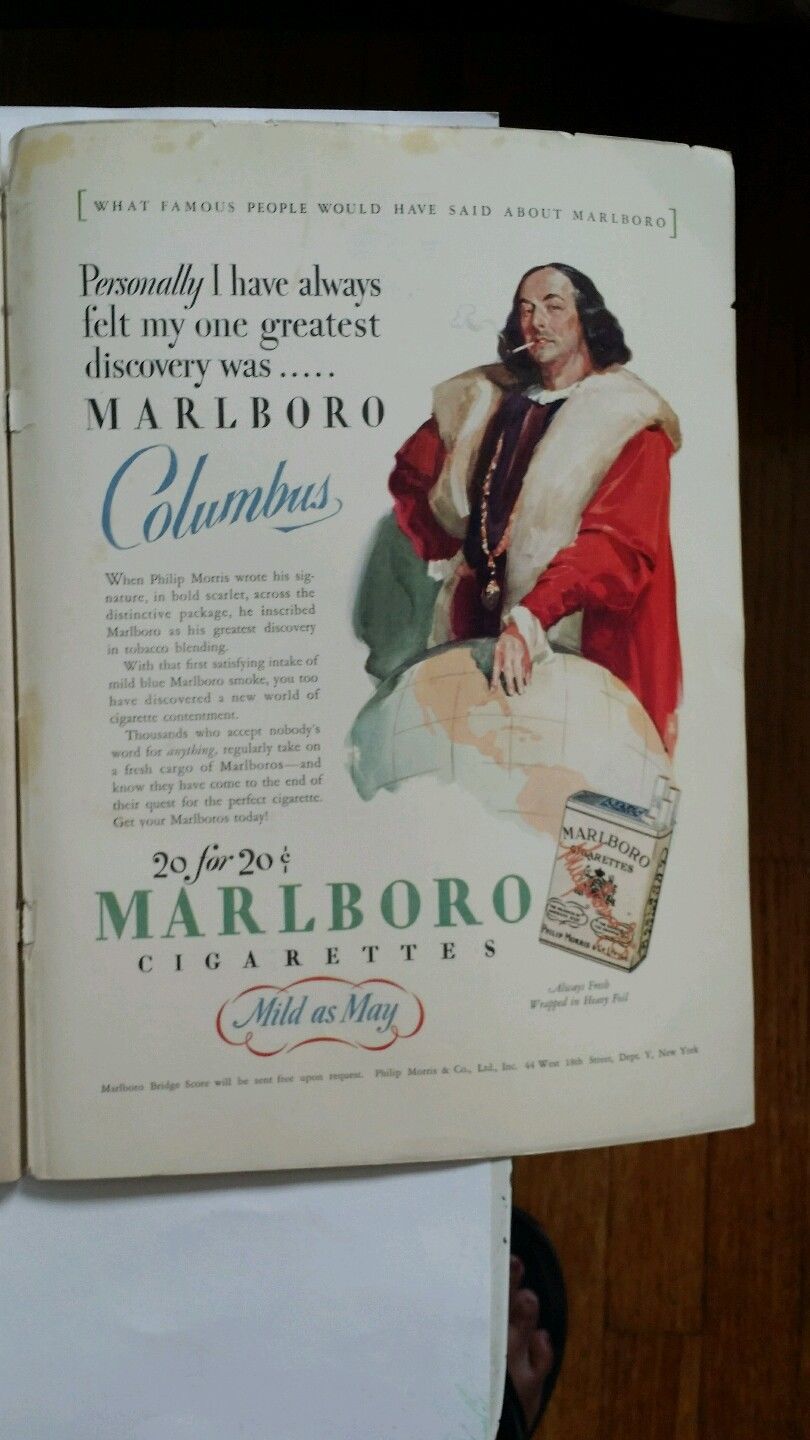 [WHAT FAMOUS PEOPLE WOULD HAVE SAID ABOUT MARLBORO]
Personally I have always
felt my one greatest
discovery was.....
MARLBORO
Columbus
When Philip Morris wrote his sig-
nature, in bold scarlet, across the
distinctive package, he inscribed
Marlboro as his greatest discovery
in tobacco blending.
With that first satisfying intake of
mild blue Marlboro smoke, you too
have discovered a new world of
cigarette contentment.
Thousands who accept nobody's
word for anything, regularly take on
a fresh cargo of Marlboros—and
know they have come to the end of
their quest for the perfect cigarette.
Get your Marlboros today!
20 for 20¢
MARLBORO
CIGARETTES
Mild as May
MARLBORO
CIGARETTES
PHILIP MORRIS &
Always Fresh
Wrapped in Heavy Foil
Marlboro Bridge Score will be sent free upon request. Philip Morris & Co., Ltd., Inc. 44 West 18th Street, Dept. Y, New York